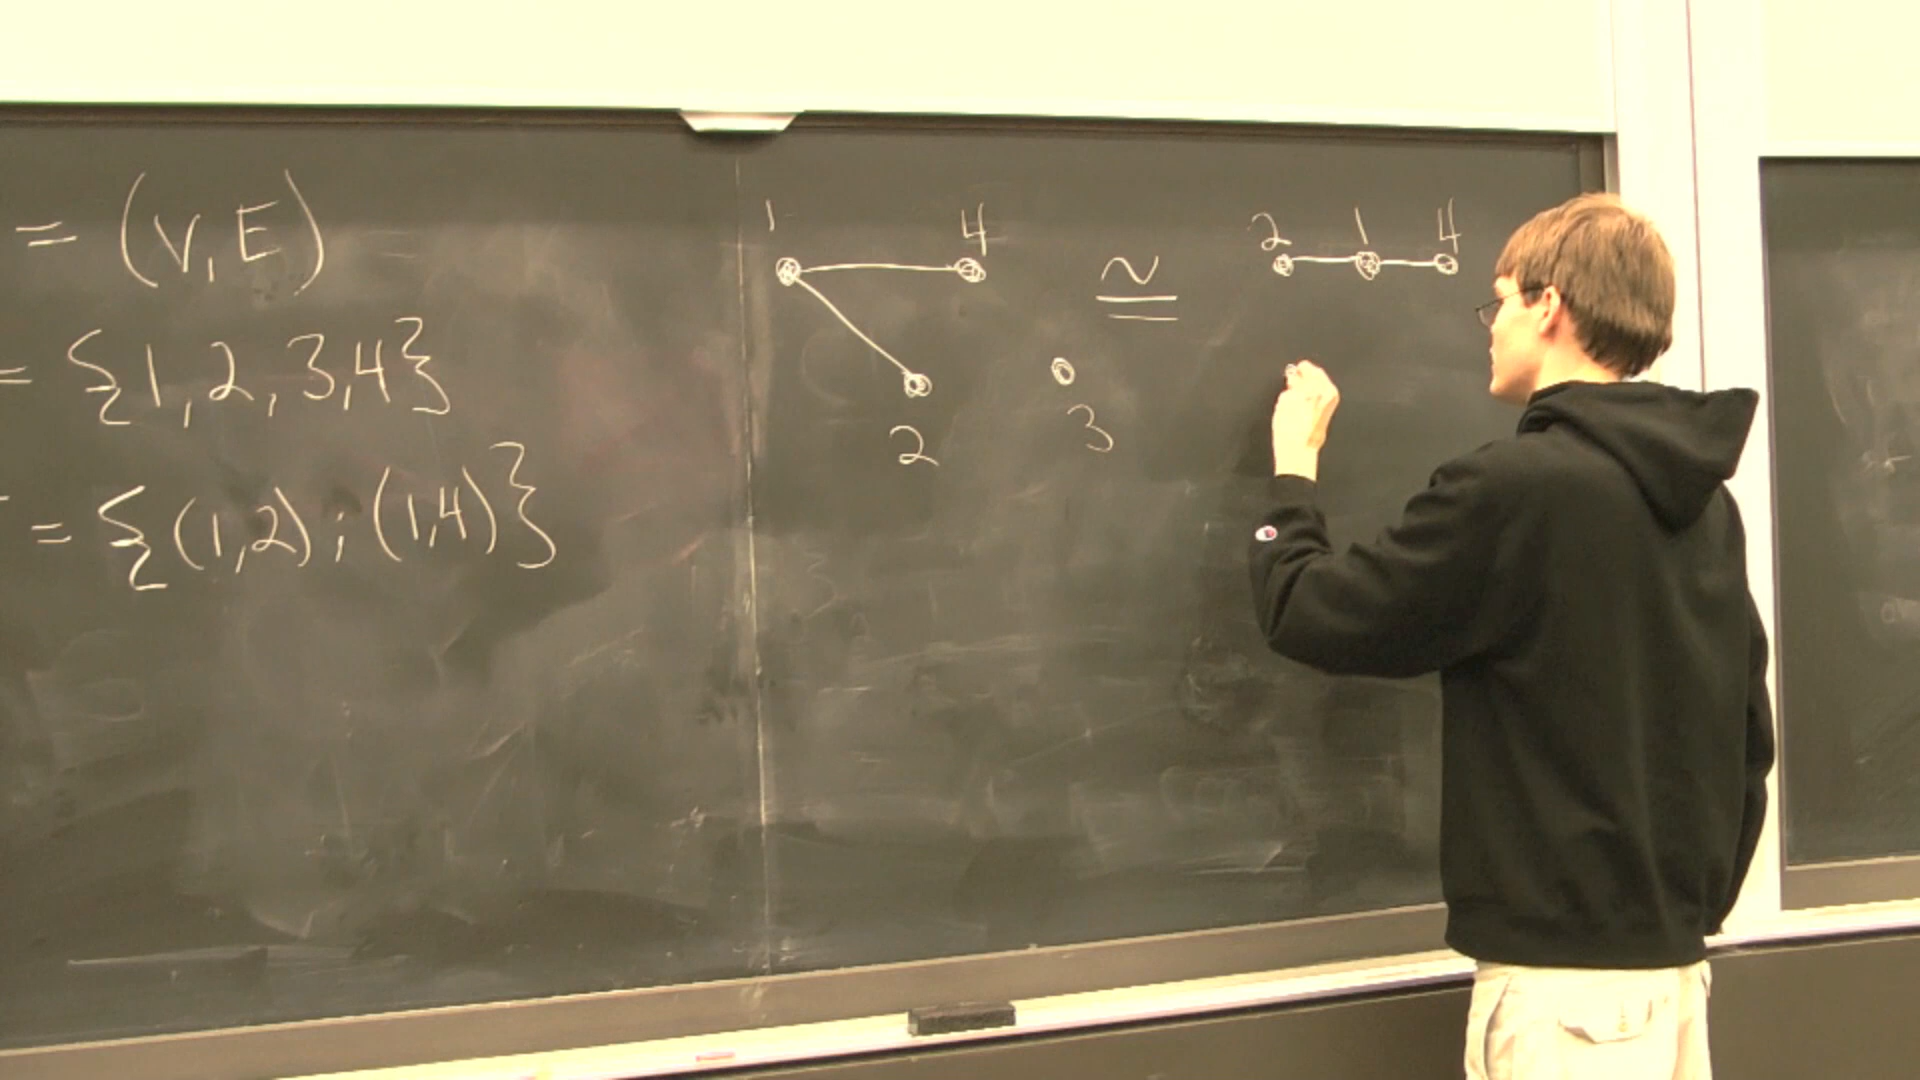 = (V, E)
= {1, 2, 3, 4}
= {(1,2) ; (1,4)}
1 4
2 3
≅
2 1 4